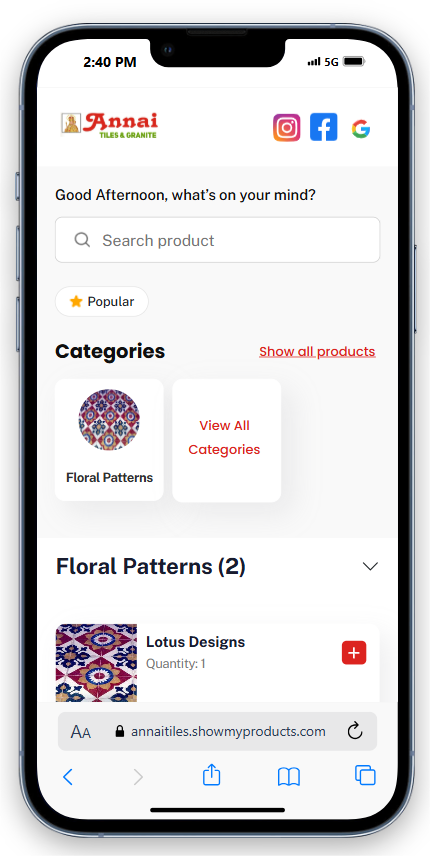 2:40 PM
5G
Annai
TILES & GRANITE
Good Afternoon, what's on your mind?
Search product
Popular
Categories
Show all products
Floral Patterns
View All
Categories
Floral Patterns (2)
Lotus Designs
Quantity: 1
AA
annaitiles.showmyproducts.com